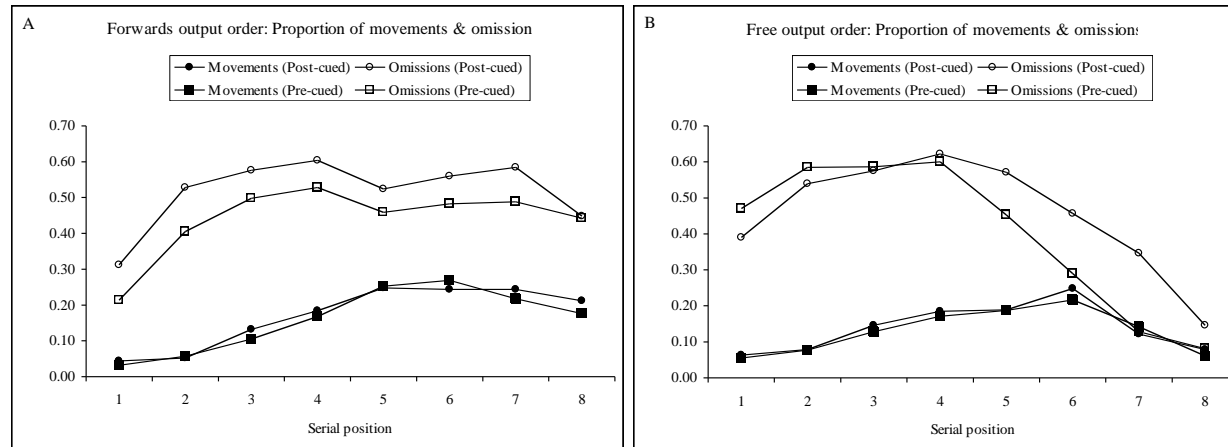 A
Forwards output order: Proportion of movements & omission
Movements (Post-cued) Omissions (Post-cued)
Movements (Pre-cued) Omissions (Pre-cued)
0.70
0.60
0.50
0.40
0.30
0.20
0.10
0.00
1 2 3 4 5 6 7 8
Serial position
B
Free output order: Proportion of movements & omissions
Movements (Post-cued) Omissions (Post-cued)
Movements (Pre-cued) Omissions (Pre-cued)
0.70
0.60
0.50
0.40
0.30
0.20
0.10
0.00
1 2 3 4 5 6 7 8
Serial position